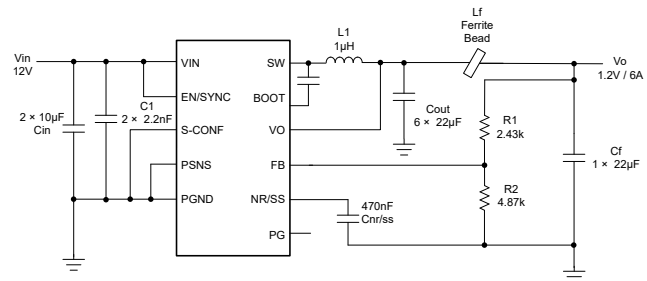 Lf
Ferrite
Bead
L1
1µH
Vin
12V
VIN
SW
Vo
1.2V / 6A
EN/SYNC
BOOT
C1
2 × 2.2nF
2 × 10µF
Cin
Cout
6 × 22µF
R1
2.43k
S-CONF
VO
PSNS
FB
Cf
1 × 22µF
PGND
NR/SS
470nF
Cnr/ss
R2
4.87k
PG